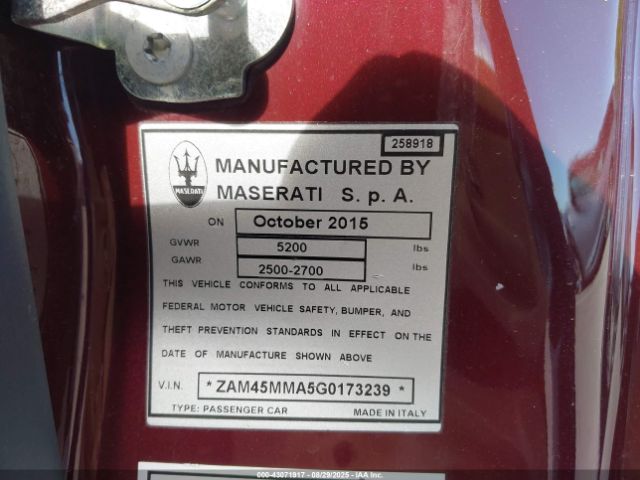 258918
MASERATI
MANUFACTURED BY
MASERATI S. p. A.
ON October 2015
GVWR 5200 lbs
GAWR 2500-2700 lbs
THIS VEHICLE CONFORMS TO ALL APPLICABLE
FEDERAL MOTOR VEHICLE SAFETY, BUMPER, AND
THEFT PREVENTION STANDARDS IN EFFECT ON THE
DATE OF MANUFACTURE SHOWN ABOVE
V.I.N. * ZAM45MMA5G0173239 *
TYPE: PASSENGER CAR MADE IN ITALY
000-43071917 - 08/29/2025 - IAA Inc.